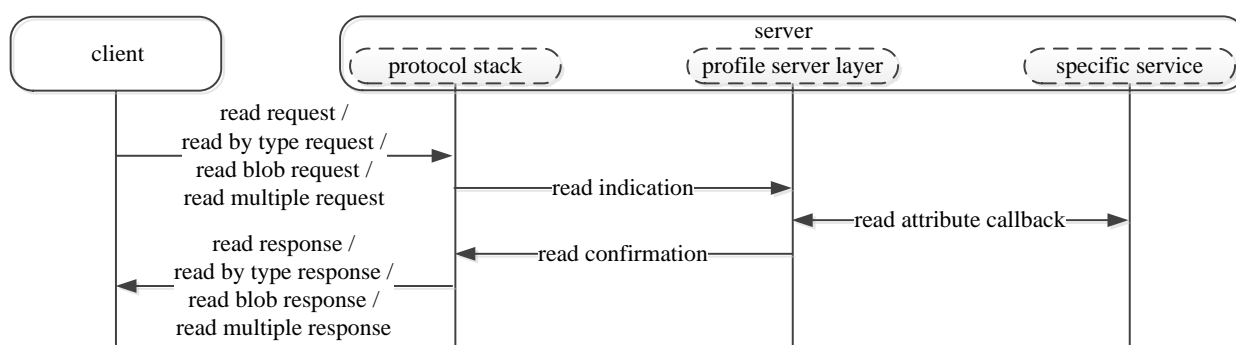 client
server
protocol stack
profile server layer
specific service
read request /
read by type request /
read blob request /
read multiple request
read indication
read attribute callback
read confirmation
read response /
read by type response /
read blob response /
read multiple response